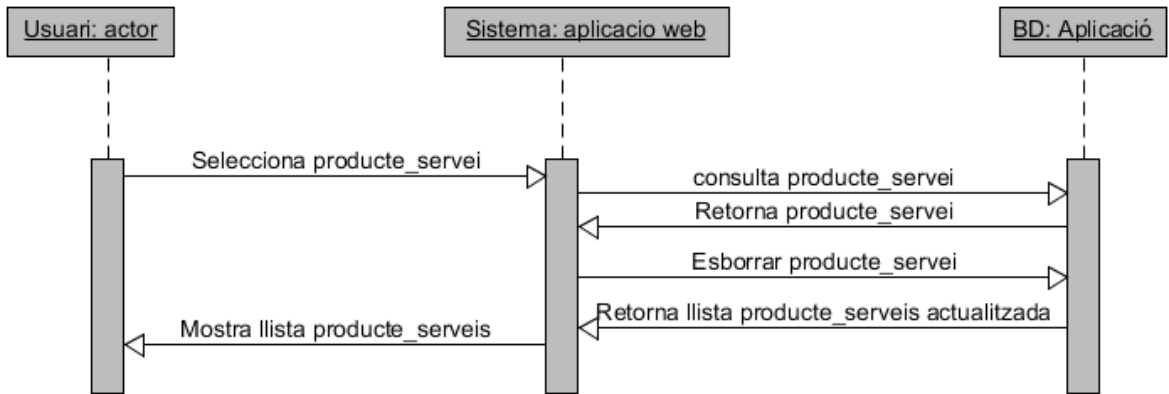 Usuari: actor
Sistema: aplicacio web
BD: Aplicació
Selecciona producte_servei
consulta producte_servei
Retorna producte_servei
Esborrar producte_servei
Retorna llista producte_serveis actualitzada
Mostra llista producte_serveis